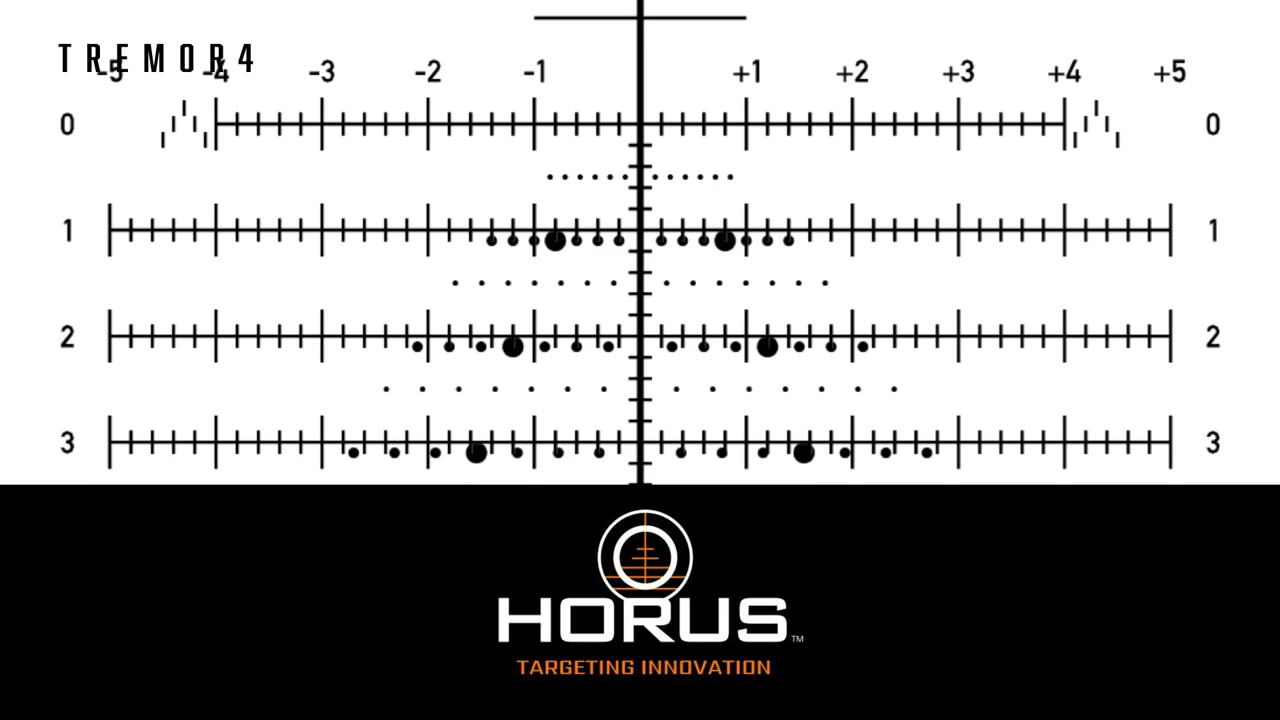 TREMOR4
-5 -4 -3 -2 -1 +1 +2 +3 +4 +5
0 0
1 1
2 2
3 3
HORUS™
TARGETING INNOVATION